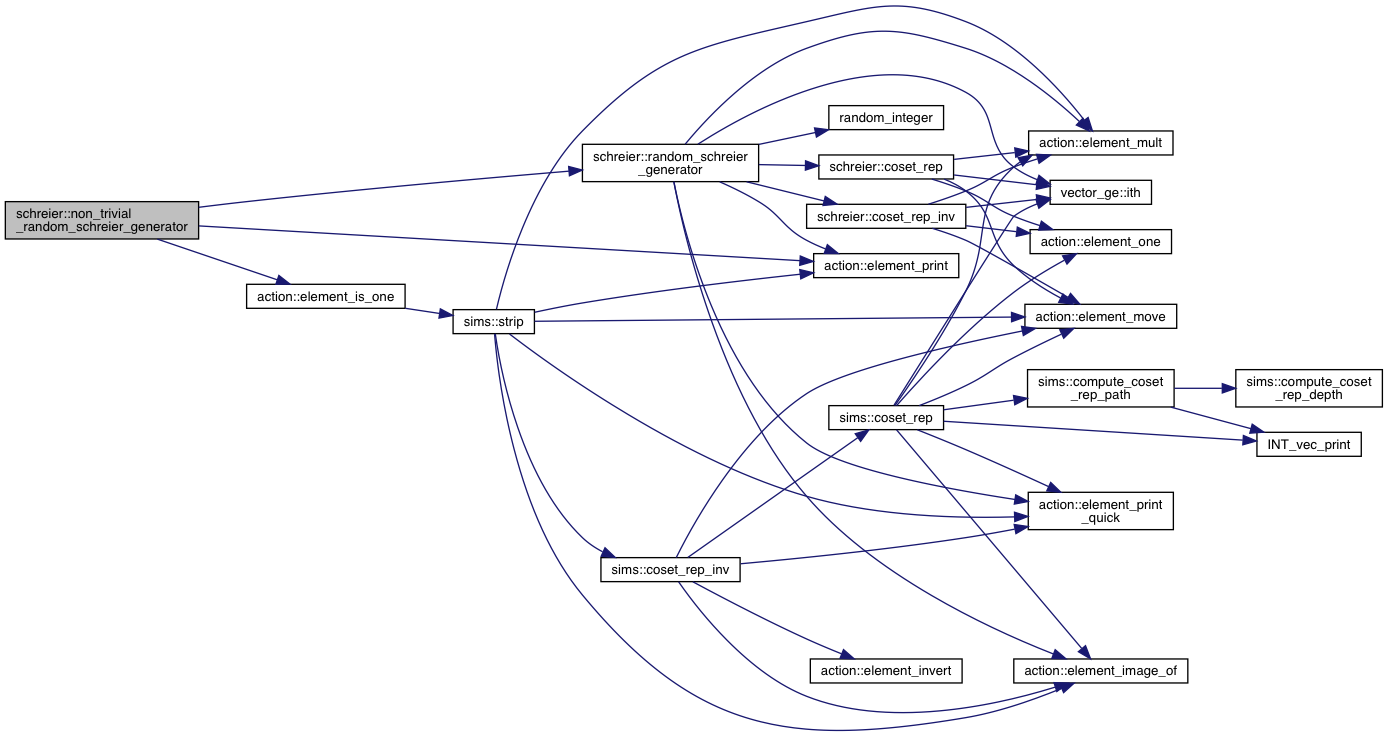 schreier::non_trivial
_random_schreier_generator
action::element_is_one
sims::strip
schreier::random_schreier
_generator
sims::coset_rep_inv
random_integer
schreier::coset_rep
schreier::coset_rep_inv
action::element_print
sims::coset_rep
action::element_invert
action::element_mult
vector_ge::ith
action::element_one
action::element_move
sims::compute_coset
_rep_path
action::element_print
_quick
action::element_image_of
sims::compute_coset
_rep_depth
INT_vec_print